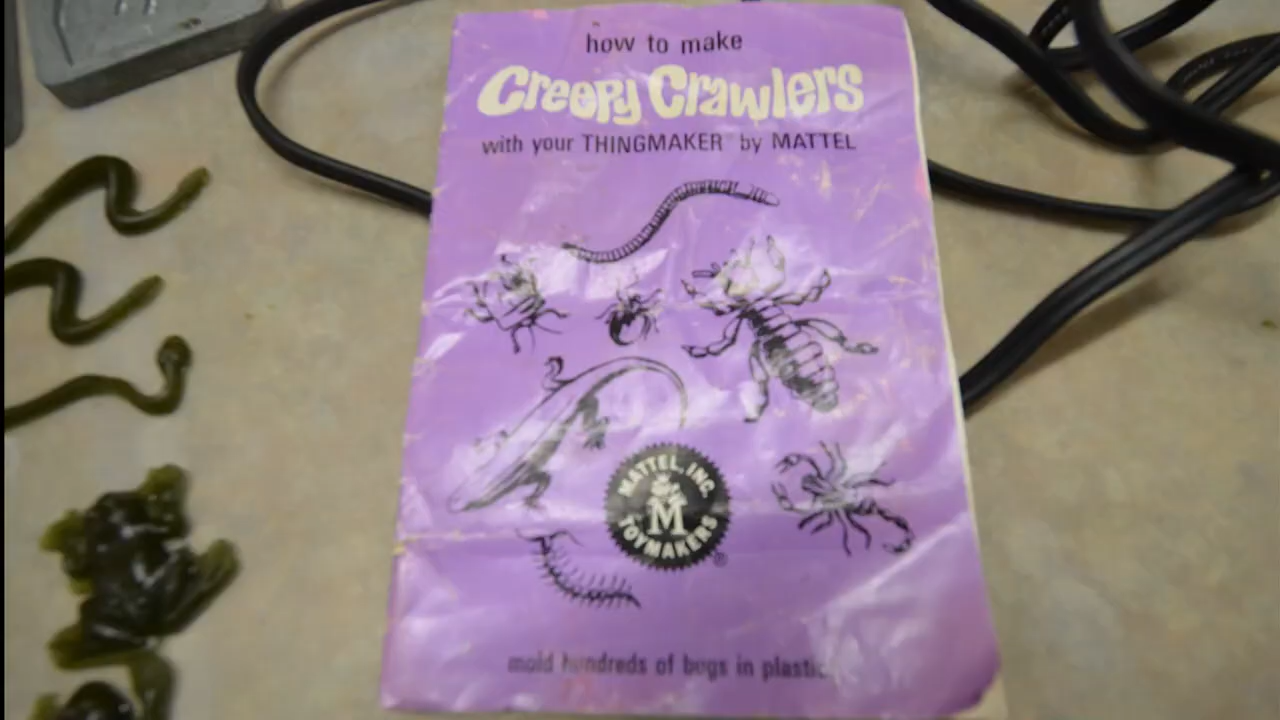 how to make
Creepy Crawlers
with your THINGMAKER by MATTEL
MATTEL, INC.
M
TOYMAKERS
®
mold hundreds of bugs in plastic